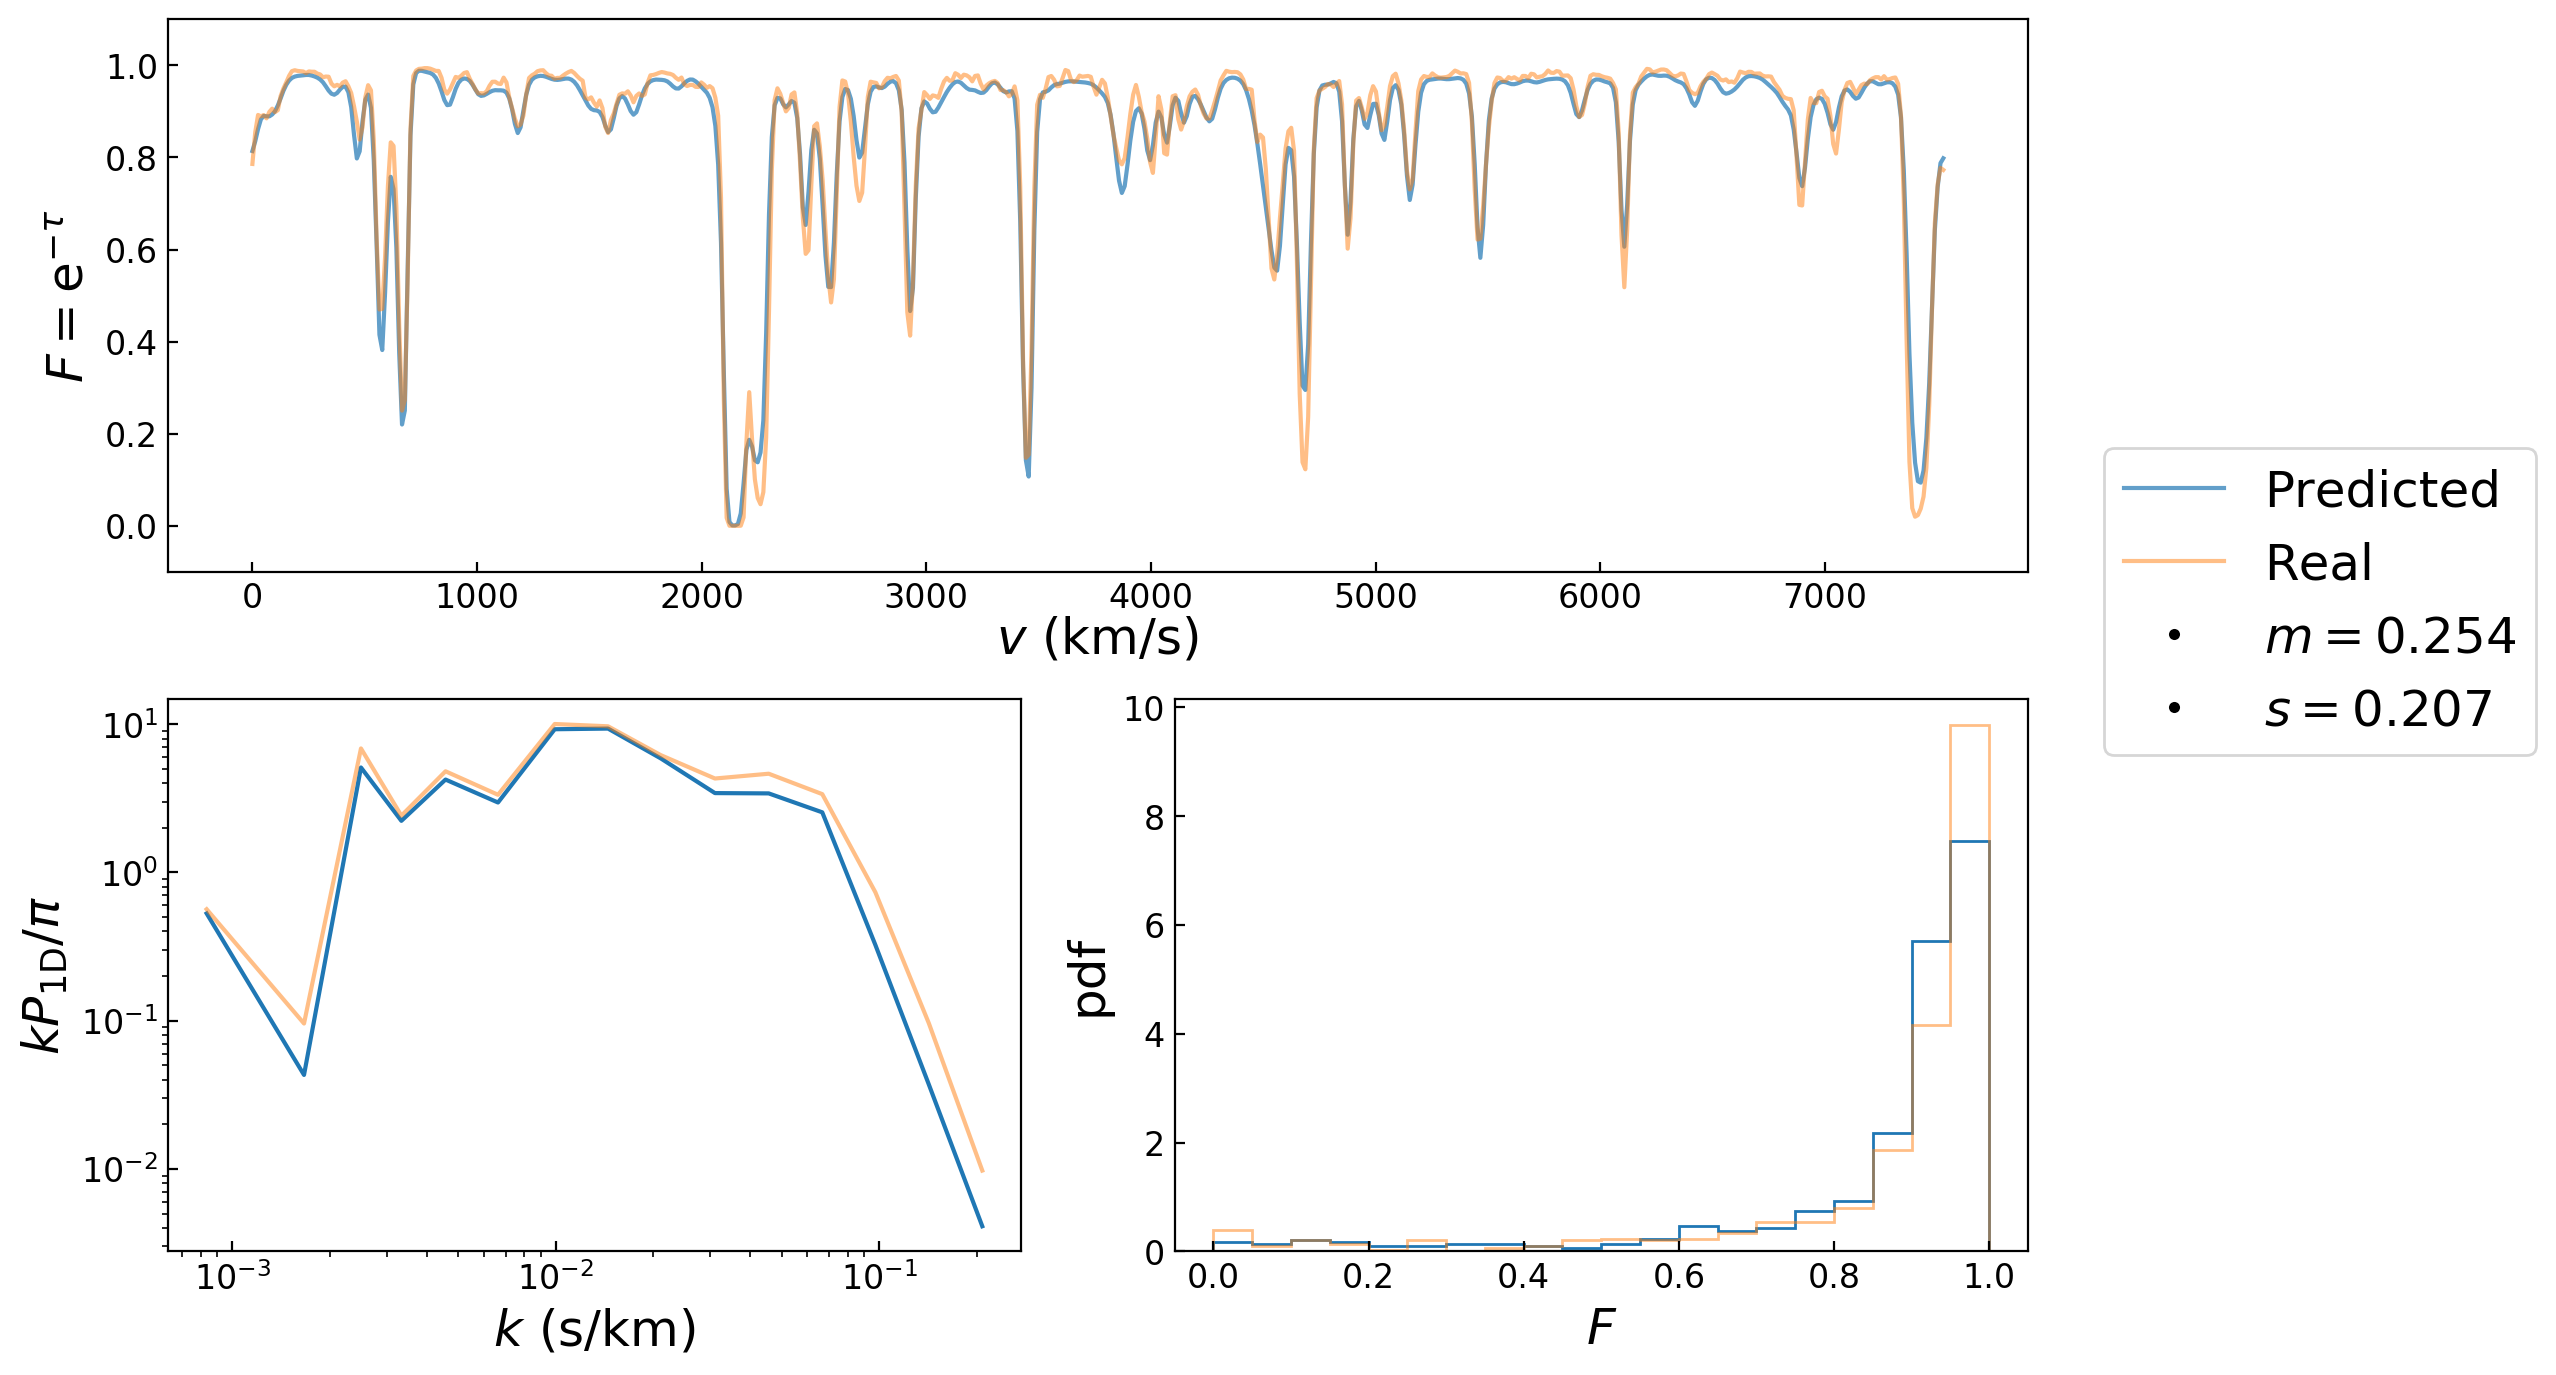 1.0
0.8
0.6
0.4
0.2
0.0
F = e^{−τ}
0 1000 2000 3000 4000 5000 6000 7000
v (km/s)
Predicted
Real
m = 0.254
s = 0.207
10^1
10^0
10^{−1}
10^{−2}
kP_{1D}/π
10^{−3} 10^{−2} 10^{−1}
k (s/km)
10
8
6
4
2
0
pdf
0.0 0.2 0.4 0.6 0.8 1.0
F